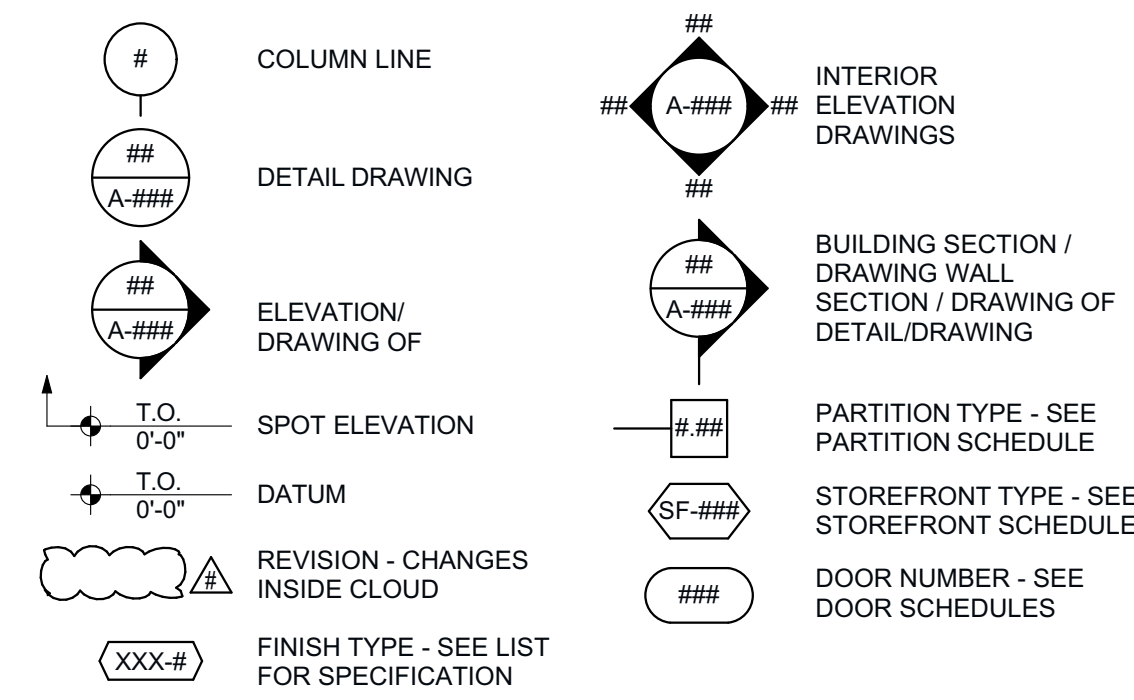 #
COLUMN LINE
##
A-###
DETAIL DRAWING
##
A-###
ELEVATION/
DRAWING OF
T.O.
0'-0"
SPOT ELEVATION
T.O.
0'-0"
DATUM
#
REVISION - CHANGES
INSIDE CLOUD
XXX-#
FINISH TYPE - SEE LIST
FOR SPECIFICATION
##
## A-### ##
##
INTERIOR
ELEVATION
DRAWINGS
##
A-###
BUILDING SECTION /
DRAWING WALL
SECTION / DRAWING OF
DETAIL/DRAWING
#.##
PARTITION TYPE - SEE
PARTITION SCHEDULE
SF-###
STOREFRONT TYPE - SEE
STOREFRONT SCHEDULE
###
DOOR NUMBER - SEE
DOOR SCHEDULES